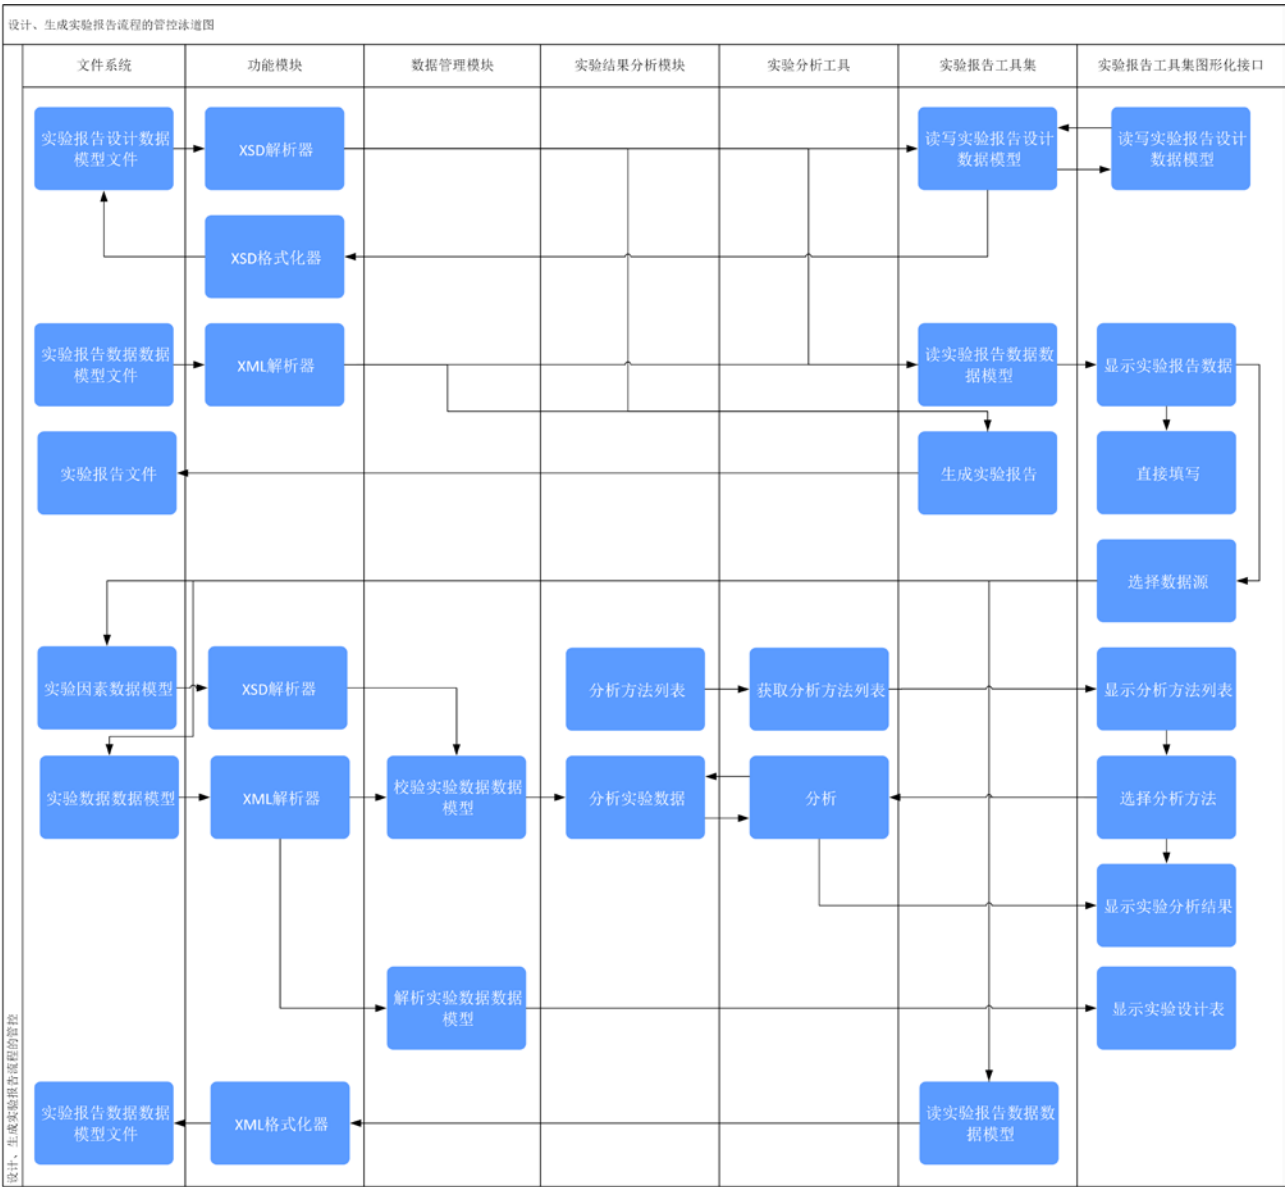 设计、生成实验报告流程的管控泳道图
文件系统
功能模块
数据管理模块
实验结果分析模块
实验分析工具
实验报告工具集
实验报告工具集图形化接口
实验报告设计数据
模型文件
XSD解析器
读写实验报告设计
数据模型
读写实验报告设计
数据模型
XSD格式化器
实验报告数据数据
模型文件
XML解析器
读实验报告数据数
据模型
显示实验报告数据
实验报告文件
生成实验报告
直接填写
选择数据源
实验因素数据模型
XSD解析器
分析方法列表
获取分析方法列表
显示分析方法列表
实验数据数据模型
XML解析器
校验实验数据数据
模型
分析实验数据
分析
选择分析方法
显示实验分析结果
解析实验数据数据
模型
显示实验设计表
实验报告数据数据
模型文件
XML格式化器
读实验报告数据数
据模型
设计、生成实验报告流程的管控